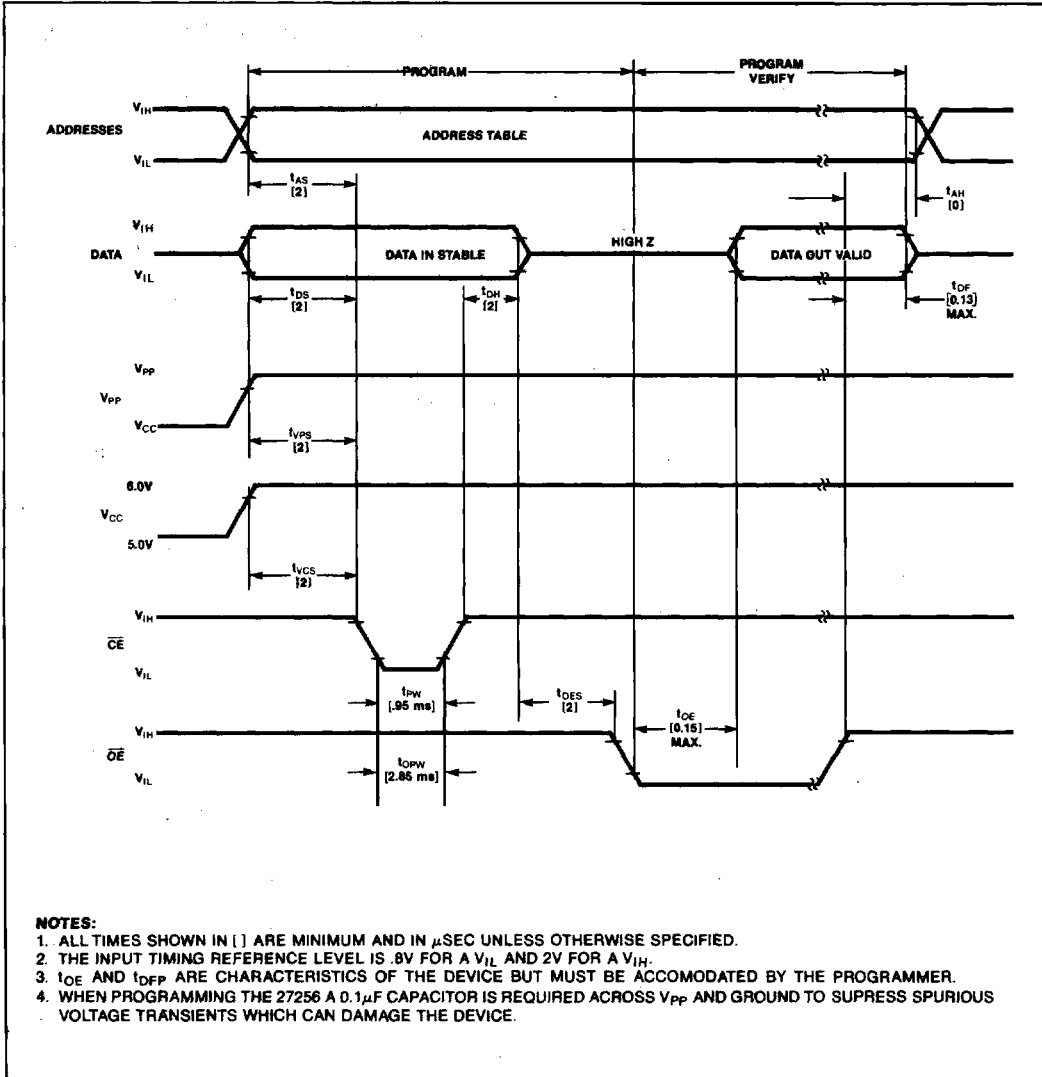 PROGRAM
PROGRAM
VERIFY
VIH
ADDRESSES
ADDRESS TABLE
VIL
tAS
[2]
tAH
[0]
VIH
DATA
DATA IN STABLE
HIGH Z
DATA OUT VALID
VIL
tDS
[2]
tDH
[2]
tDF
[0.13]
MAX.
VPP
VPP
VCC
tVPS
[2]
6.0V
VCC
5.0V
tVCS
[2]
VIH
CE
VIL
tPW
[.95 ms]
tOES
[2]
tOE
[0.15]
MAX.
VIH
OE
VIL
tOPW
[2.85 ms]
NOTES:
1. ALL TIMES SHOWN IN [ ] ARE MINIMUM AND IN μSEC UNLESS OTHERWISE SPECIFIED.
2. THE INPUT TIMING REFERENCE LEVEL IS .8V FOR A VIL AND 2V FOR A VIH.
3. tOE AND tDFP ARE CHARACTERISTICS OF THE DEVICE BUT MUST BE ACCOMODATED BY THE PROGRAMMER.
4. WHEN PROGRAMMING THE 27256 A 0.1μF CAPACITOR IS REQUIRED ACROSS VPP AND GROUND TO SUPRESS SPURIOUS
VOLTAGE TRANSIENTS WHICH CAN DAMAGE THE DEVICE.